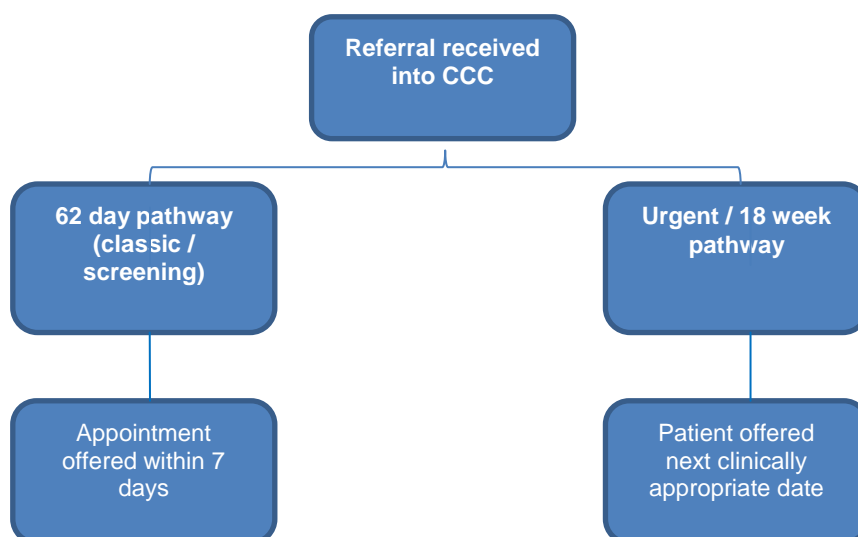 Referral received
into CCC
62 day pathway
(classic /
screening)
Urgent / 18 week
pathway
Appointment
offered within 7
days
Patient offered
next clinically
appropriate date